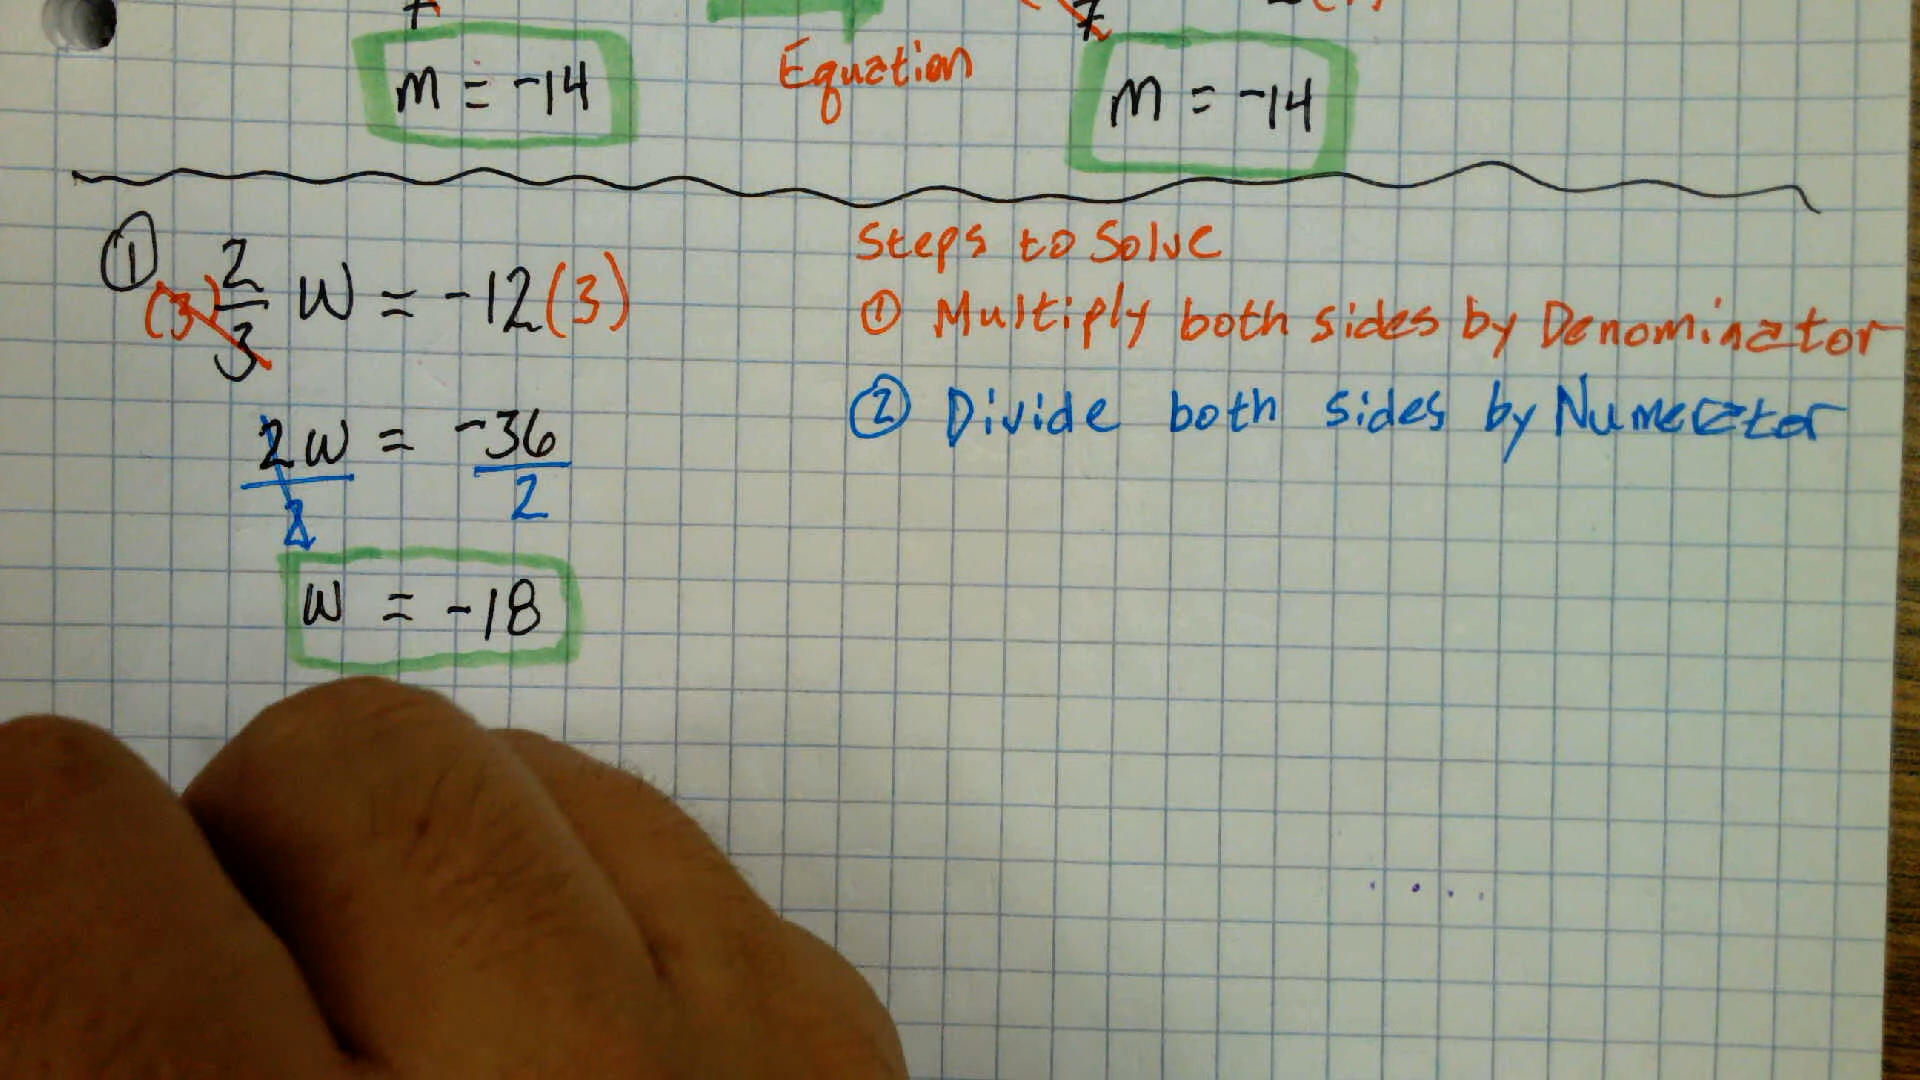 m = -14
Equation
m = -14
① (3) 2/3 W = -12(3)
2w/2 = -36/2
w = -18
Steps to Solve
① Multiply both sides by Denominator
② Divide both sides by Numerator